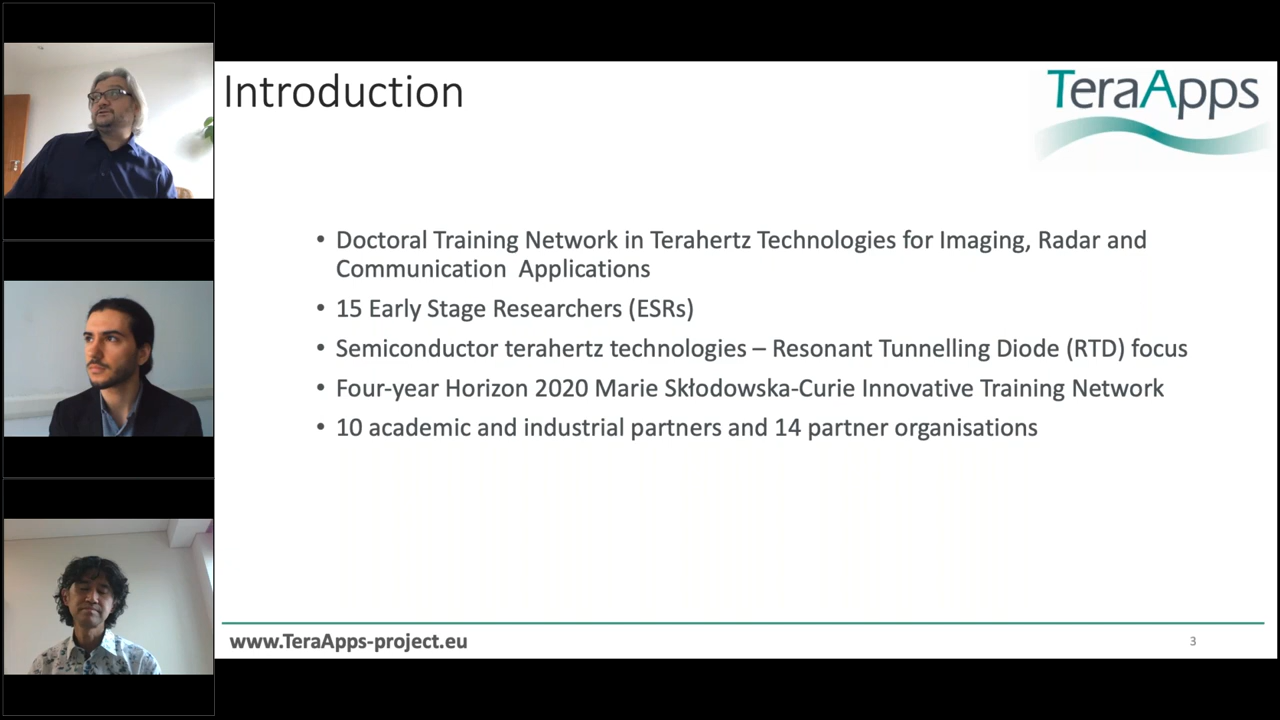 Introduction
TeraApps
• Doctoral Training Network in Terahertz Technologies for Imaging, Radar and
Communication  Applications
• 15 Early Stage Researchers (ESRs)
• Semiconductor terahertz technologies – Resonant Tunnelling Diode (RTD) focus
• Four-year Horizon 2020 Marie Skłodowska-Curie Innovative Training Network
• 10 academic and industrial partners and 14 partner organisations
www.TeraApps-project.eu
3